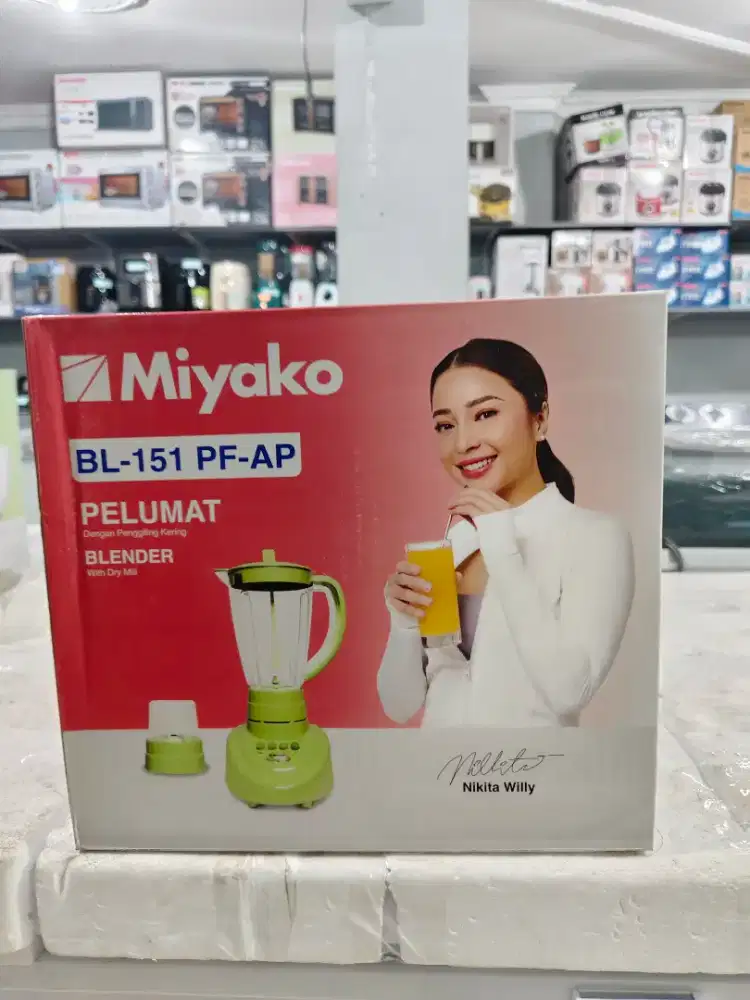 Miyako
BL-151 PF-AP
PELUMAT
Dengan Penggiling Kering
BLENDER
With Dry Mill
Nikita Willy